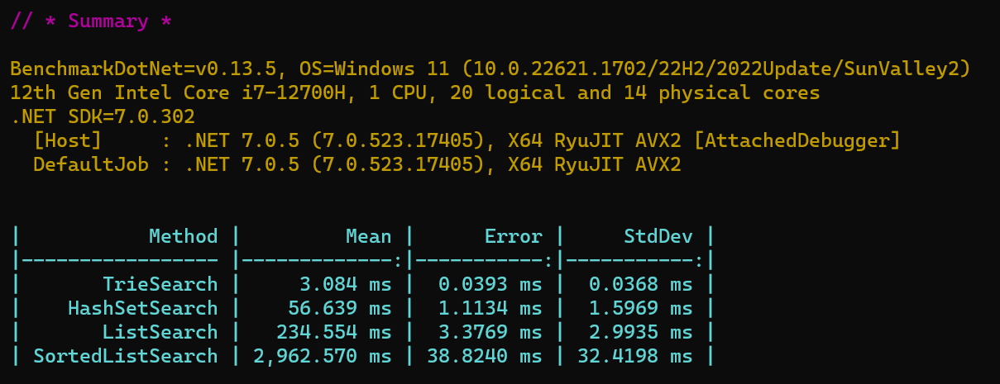 // * Summary *
BenchmarkDotNet=v0.13.5, OS=Windows 11 (10.0.22621.1702/22H2/2022Update/SunValley2)
12th Gen Intel Core i7-12700H, 1 CPU, 20 logical and 14 physical cores
.NET SDK=7.0.302
  [Host]     : .NET 7.0.5 (7.0.523.17405), X64 RyuJIT AVX2 [AttachedDebugger]
  DefaultJob : .NET 7.0.5 (7.0.523.17405), X64 RyuJIT AVX2
|           Method |         Mean |      Error |     StdDev |
|----------------- |-------------:|-----------:|-----------:|
|       TrieSearch |     3.084 ms |  0.0393 ms |  0.0368 ms |
|    HashSetSearch |    56.639 ms |  1.1134 ms |  1.5969 ms |
|       ListSearch |   234.554 ms |  3.3769 ms |  2.9935 ms |
| SortedListSearch | 2,962.570 ms | 38.8240 ms | 32.4198 ms |